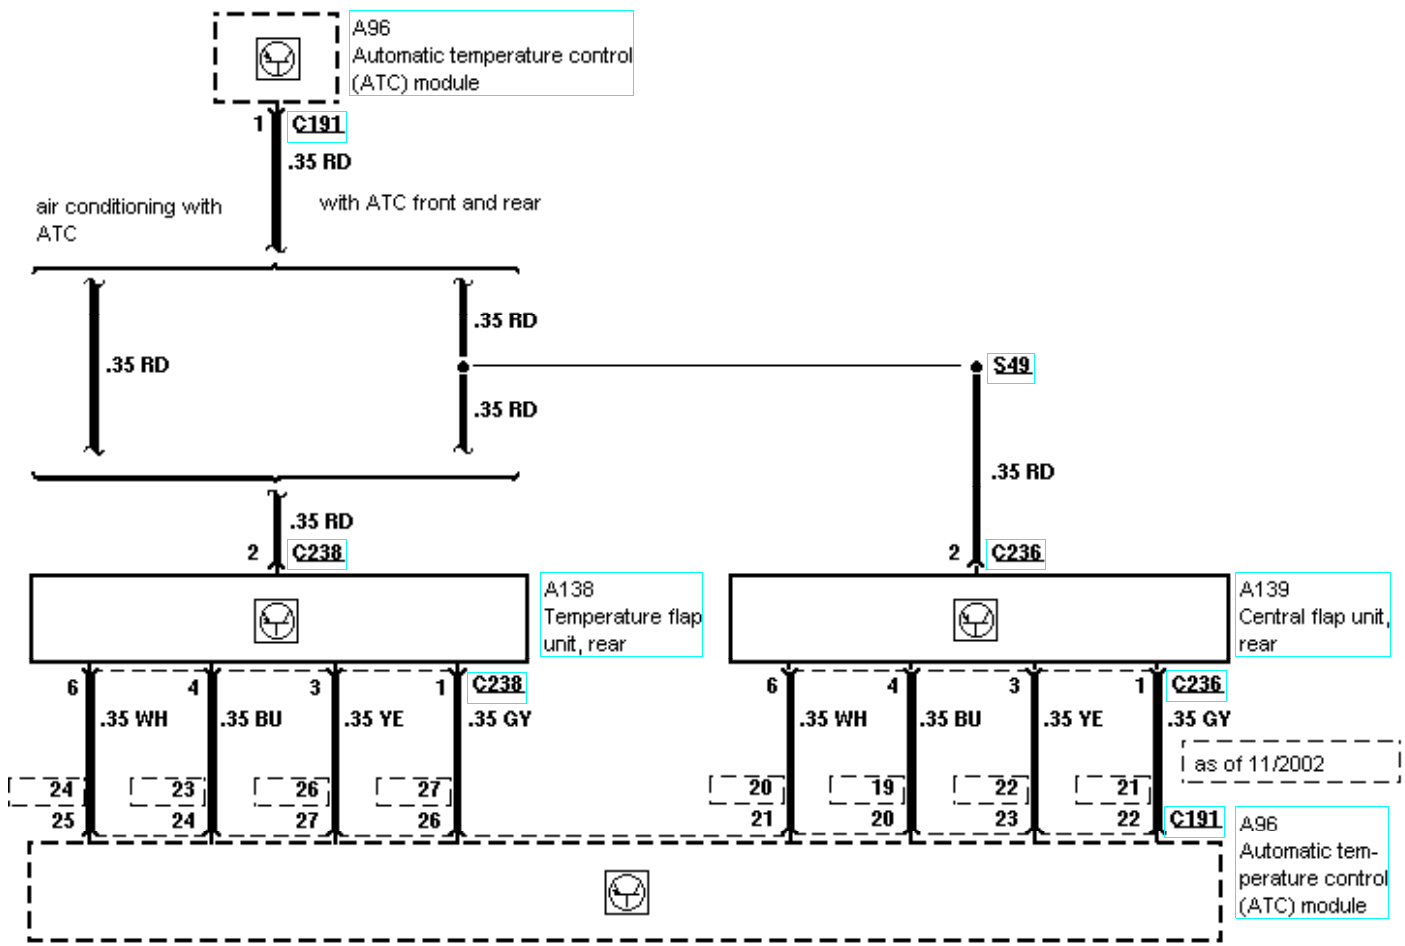 A96
Automatic temperature control
(ATC) module
1 C191
.35 RD
air conditioning with
ATC
with ATC front and rear
.35 RD
.35 RD
S49
.35 RD
.35 RD
.35 RD
2 C238
2 C236
A138
Temperature flap
unit, rear
A139
Central flap unit,
rear
6 4 3 1 C238
6 4 3 1 C236
.35 WH .35 BU .35 YE .35 GY
.35 WH .35 BU .35 YE .35 GY
as of 11/2002
24 23 26 27
20 19 22 21
25 24 27 26
21 20 23 22 C191
A96
Automatic tem-
perature control
(ATC) module